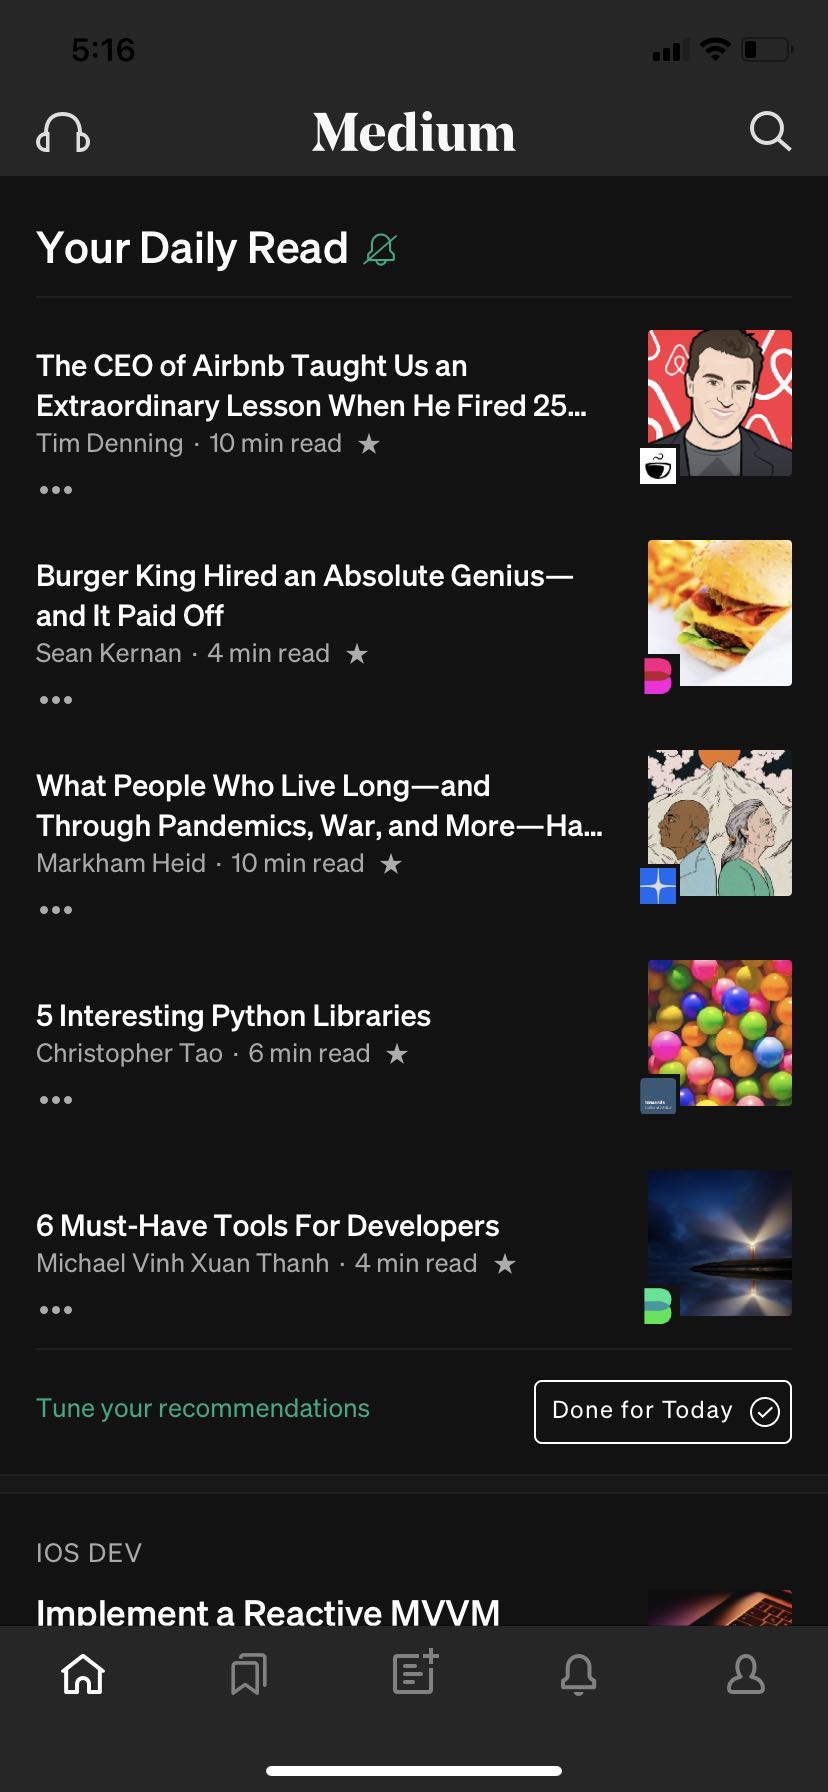 5:16
Medium
Your Daily Read
The CEO of Airbnb Taught Us an
Extraordinary Lesson When He Fired 25...
Tim Denning · 10 min read
Burger King Hired an Absolute Genius—
and It Paid Off
Sean Kernan · 4 min read
What People Who Live Long—and
Through Pandemics, War, and More—Ha...
Markham Heid · 10 min read
5 Interesting Python Libraries
Christopher Tao · 6 min read
6 Must-Have Tools For Developers
Michael Vinh Xuan Thanh · 4 min read
Tune your recommendations
Done for Today
IOS DEV
Implement a Reactive MVVM